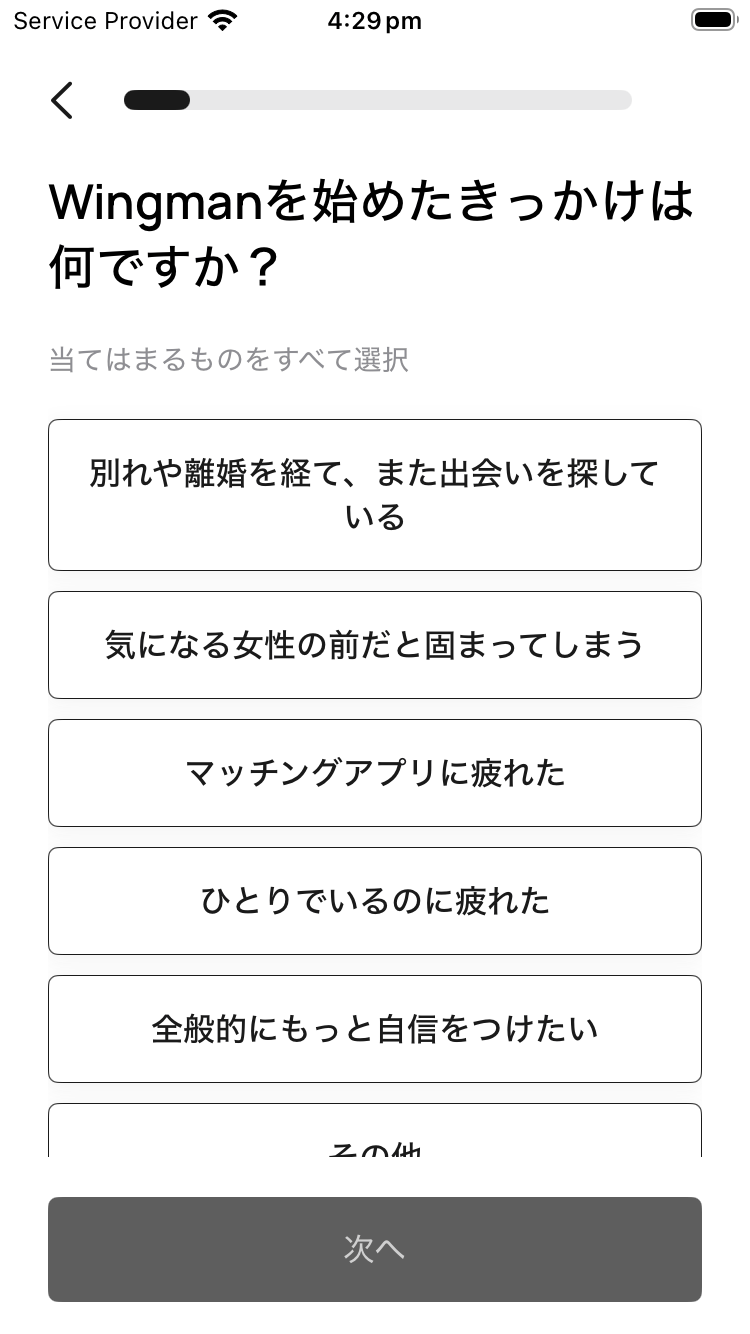 Service Provider 4:29 pm
Wingmanを始めたきっかけは
何ですか？
当てはまるものをすべて選択
別れや離婚を経て、また出会いを探して
いる
気になる女性の前だと固まってしまう
マッチングアプリに疲れた
ひとりでいるのに疲れた
全般的にもっと自信をつけたい
その他
次へ